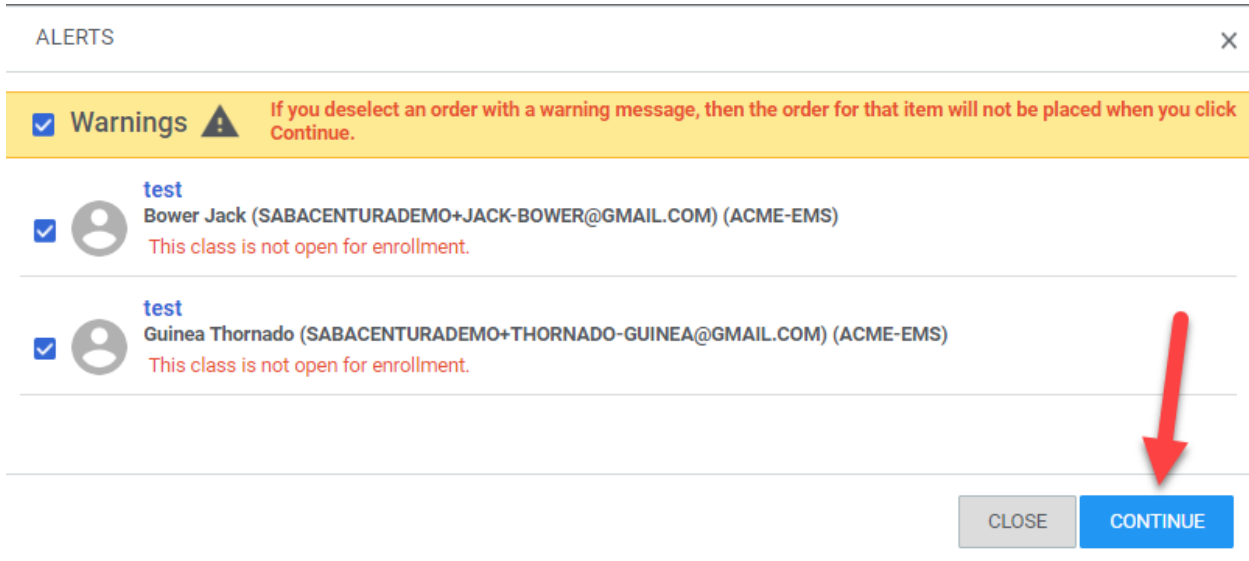 ALERTS
Warnings
If you deselect an order with a warning message, then the order for that item will not be placed when you click
Continue.
test
Bower Jack (SABACENTURADEMO+JACK-BOWER@GMAIL.COM) (ACME-EMS)
This class is not open for enrollment.
test
Guinea Thornado (SABACENTURADEMO+THORNADO-GUINEA@GMAIL.COM) (ACME-EMS)
This class is not open for enrollment.
CLOSE
CONTINUE